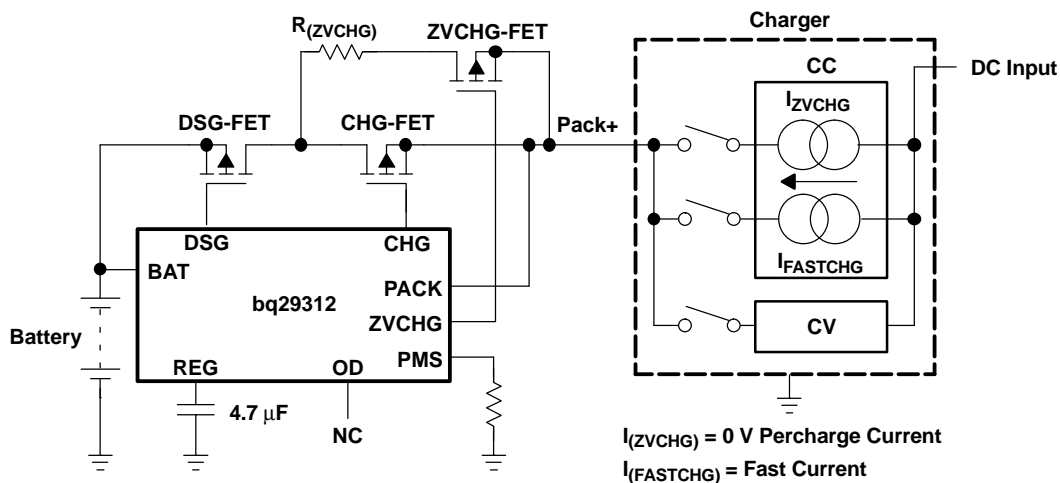 Charger
R(ZVCHG)
ZVCHG-FET
CC
DC Input
IZVCHG
DSG-FET
CHG-FET
Pack+
DSG
CHG
IFASTCHG
BAT
PACK
bq29312
ZVCHG
CV
Battery
PMS
REG
OD
4.7 μF
NC
I(ZVCHG) = 0 V Percharge Current
I(FASTCHG) = Fast Current